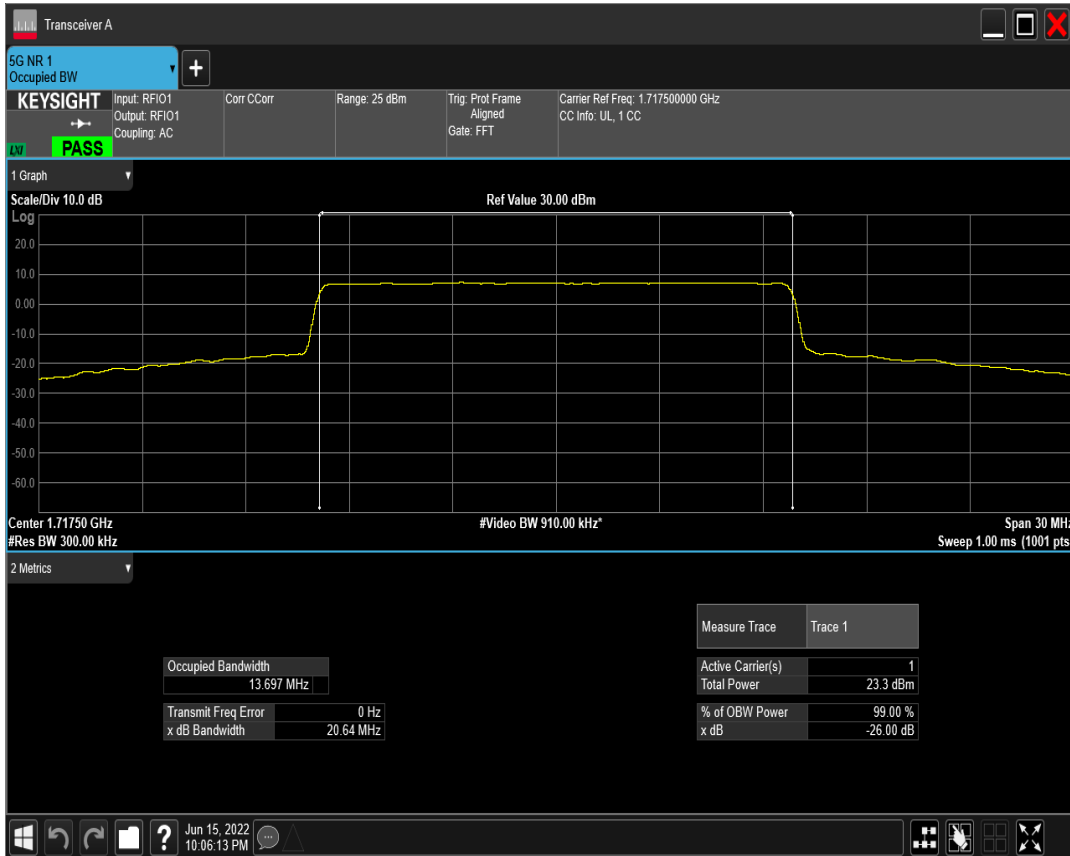 Transceiver A
5G NR 1
Occupied BW
+
KEYSIGHT
LXI
PASS
Input: RFIO1
Output: RFIO1
Coupling: AC
Corr CCorr
Range: 25 dBm
Trig: Prot Frame
Aligned
Gate: FFT
Carrier Ref Freq: 1.717500000 GHz
CC Info: UL, 1 CC
1 Graph
Scale/Div 10.0 dB
Ref Value 30.00 dBm
Log
20.0
10.0
0.00
-10.0
-20.0
-30.0
-40.0
-50.0
-60.0
Center 1.71750 GHz
#Video BW 910.00 kHz*
Span 30 MHz
#Res BW 300.00 kHz
Sweep 1.00 ms (1001 pts
2 Metrics
Measure Trace Trace 1
Occupied Bandwidth
13.697 MHz
Active Carrier(s) 1
Total Power 23.3 dBm
Transmit Freq Error 0 Hz
x dB Bandwidth 20.64 MHz
% of OBW Power 99.00 %
x dB -26.00 dB
?
Jun 15, 2022
10:06:13 PM